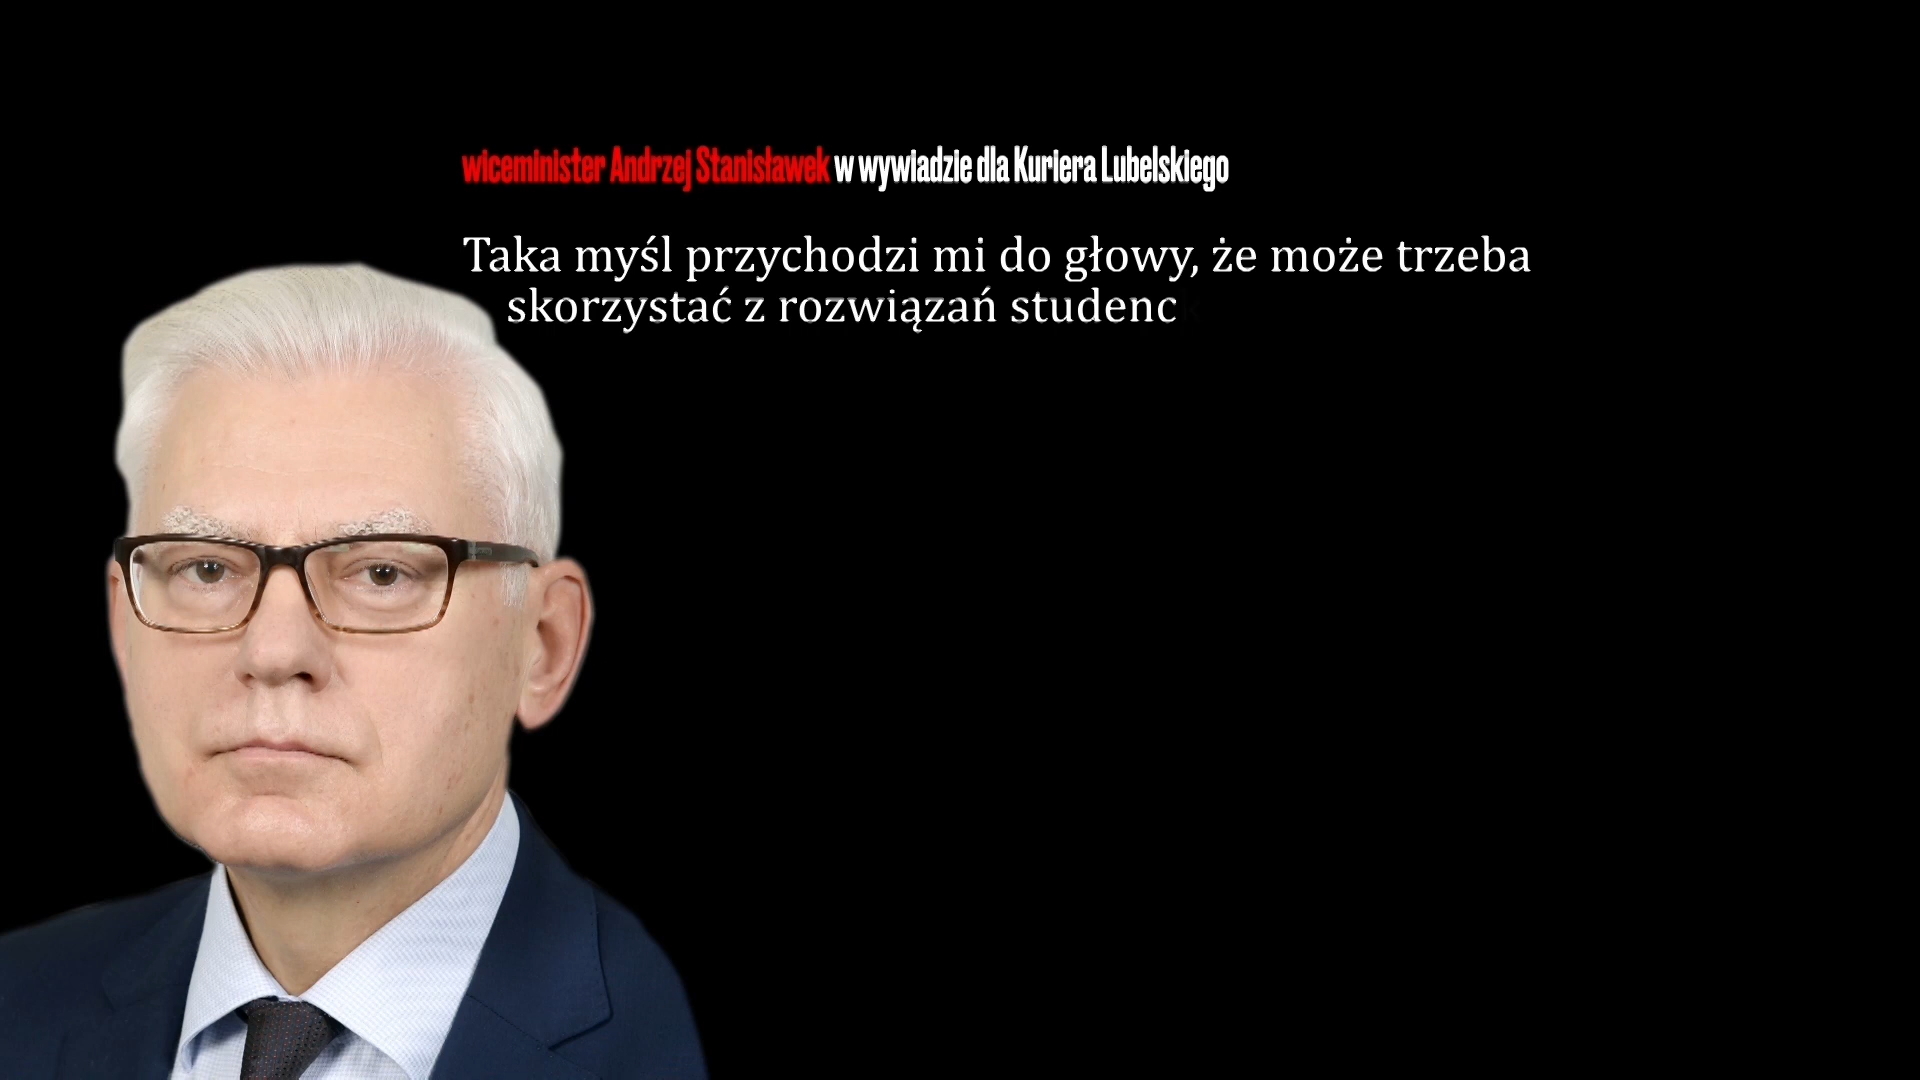 wiceminister Andrzej Stanisławek w wywiadzie dla Kuriera Lubelskiego
Taka myśl przychodzi mi do głowy, że może trzeba
skorzystać z rozwiązań studenc